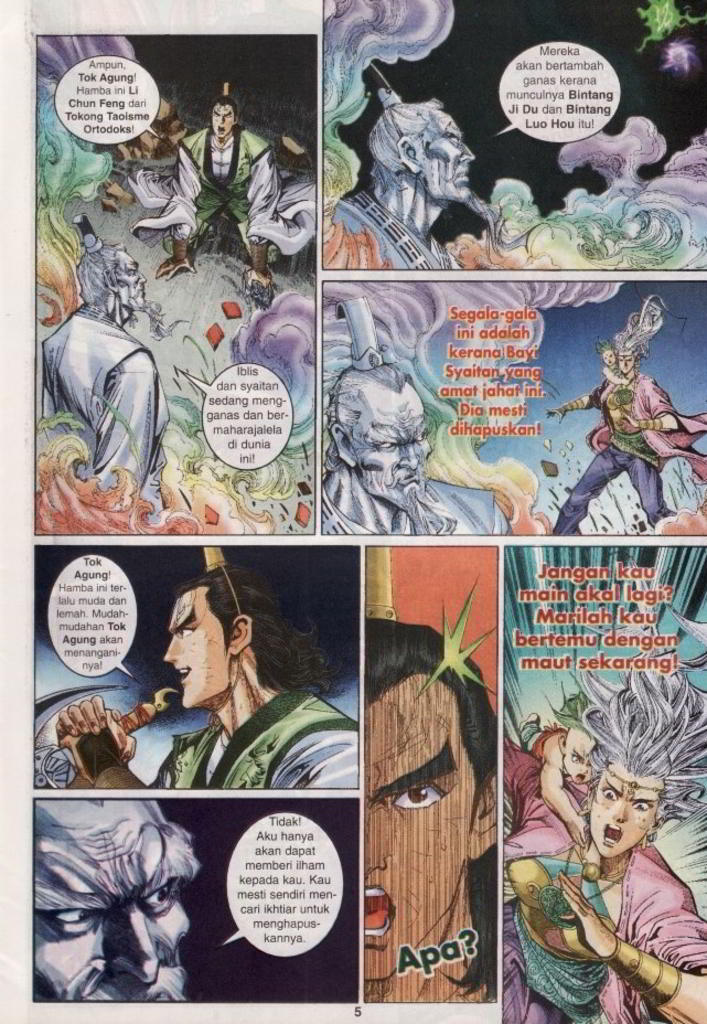 Ampun,
Tok Agung!
Hamba ini Li
Chun Feng dari
Tokong Taoisme
Ortodoks!
Iblis
dan syaitan
sedang meng-
ganas dan ber-
maharajalela
di dunia
ini!
Mereka
akan bertambah
ganas kerana
munculnya Bintang
Ji Du dan Bintang
Luo Hou itu!
Segala-gala
ini adalah
kerana Bayi
Syaitan yang
amat jahat ini.
Dia mesti
dihapuskan!
Tok
Agung!
Hamba ini ter-
lalu muda dan
lemah. Mudah-
mudahan Tok
Agung akan
menangani-
nya!
Tidak!
Aku hanya
akan dapat
memberi ilham
kepada kau. Kau
mesti sendiri men-
cari ikhtiar untuk
menghapus-
kannya.
Apa?
Jangan kau
main akal lagi?
Marilah kau
bertemu dengan
maut sekarang!
5